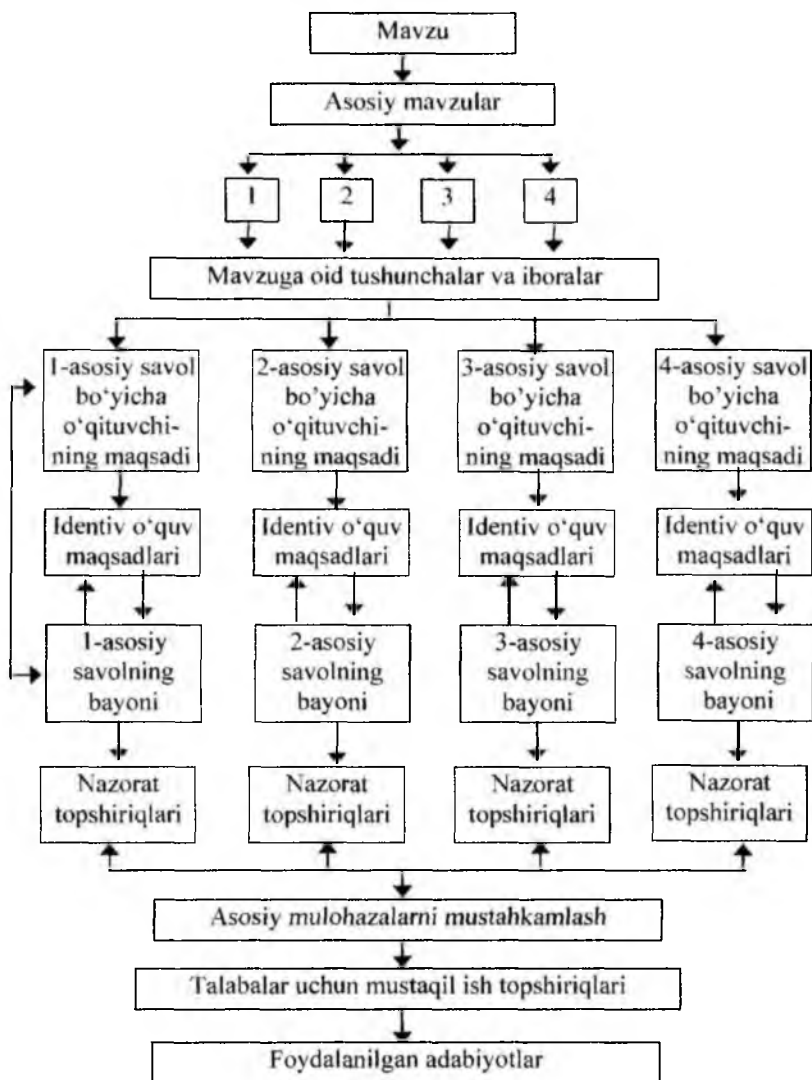 Mavzu
Asosiy mavzular
1 2 3 4
Mavzuga oid tushunchalar va iboralar
1-asosiy savol
bo‘yicha
o‘qituvchi-
ning maqsadi
2-asosiy savol
bo’yicha
o‘qituvchi-
ning maqsadi
3-asosiy savol
bo’yicha
o‘qituvchi-
ning maqsadi
4-asosiy savol
bo’yicha
o‘qituvchi-
ning maqsadi
Identiv o‘quv
maqsadlari
Identiv o‘quv
maqsadlari
Identiv o‘quv
maqsadlari
Identiv o‘quv
maqsadlari
1-asosiy
savolning
bayoni
2-asosiy
savolning
bayoni
3-asosiy
savolning
bayoni
4-asosiy
savolning
bayoni
Nazorat
topshiriqlari
Nazorat
topshiriqlari
Nazorat
topshiriqlari
Nazorat
topshiriqlari
Asosiy mulohazalarni mustahkamlash
Talabalar uchun mustaqil ish topshiriqlari
Foydalanilgan adabiyotlar